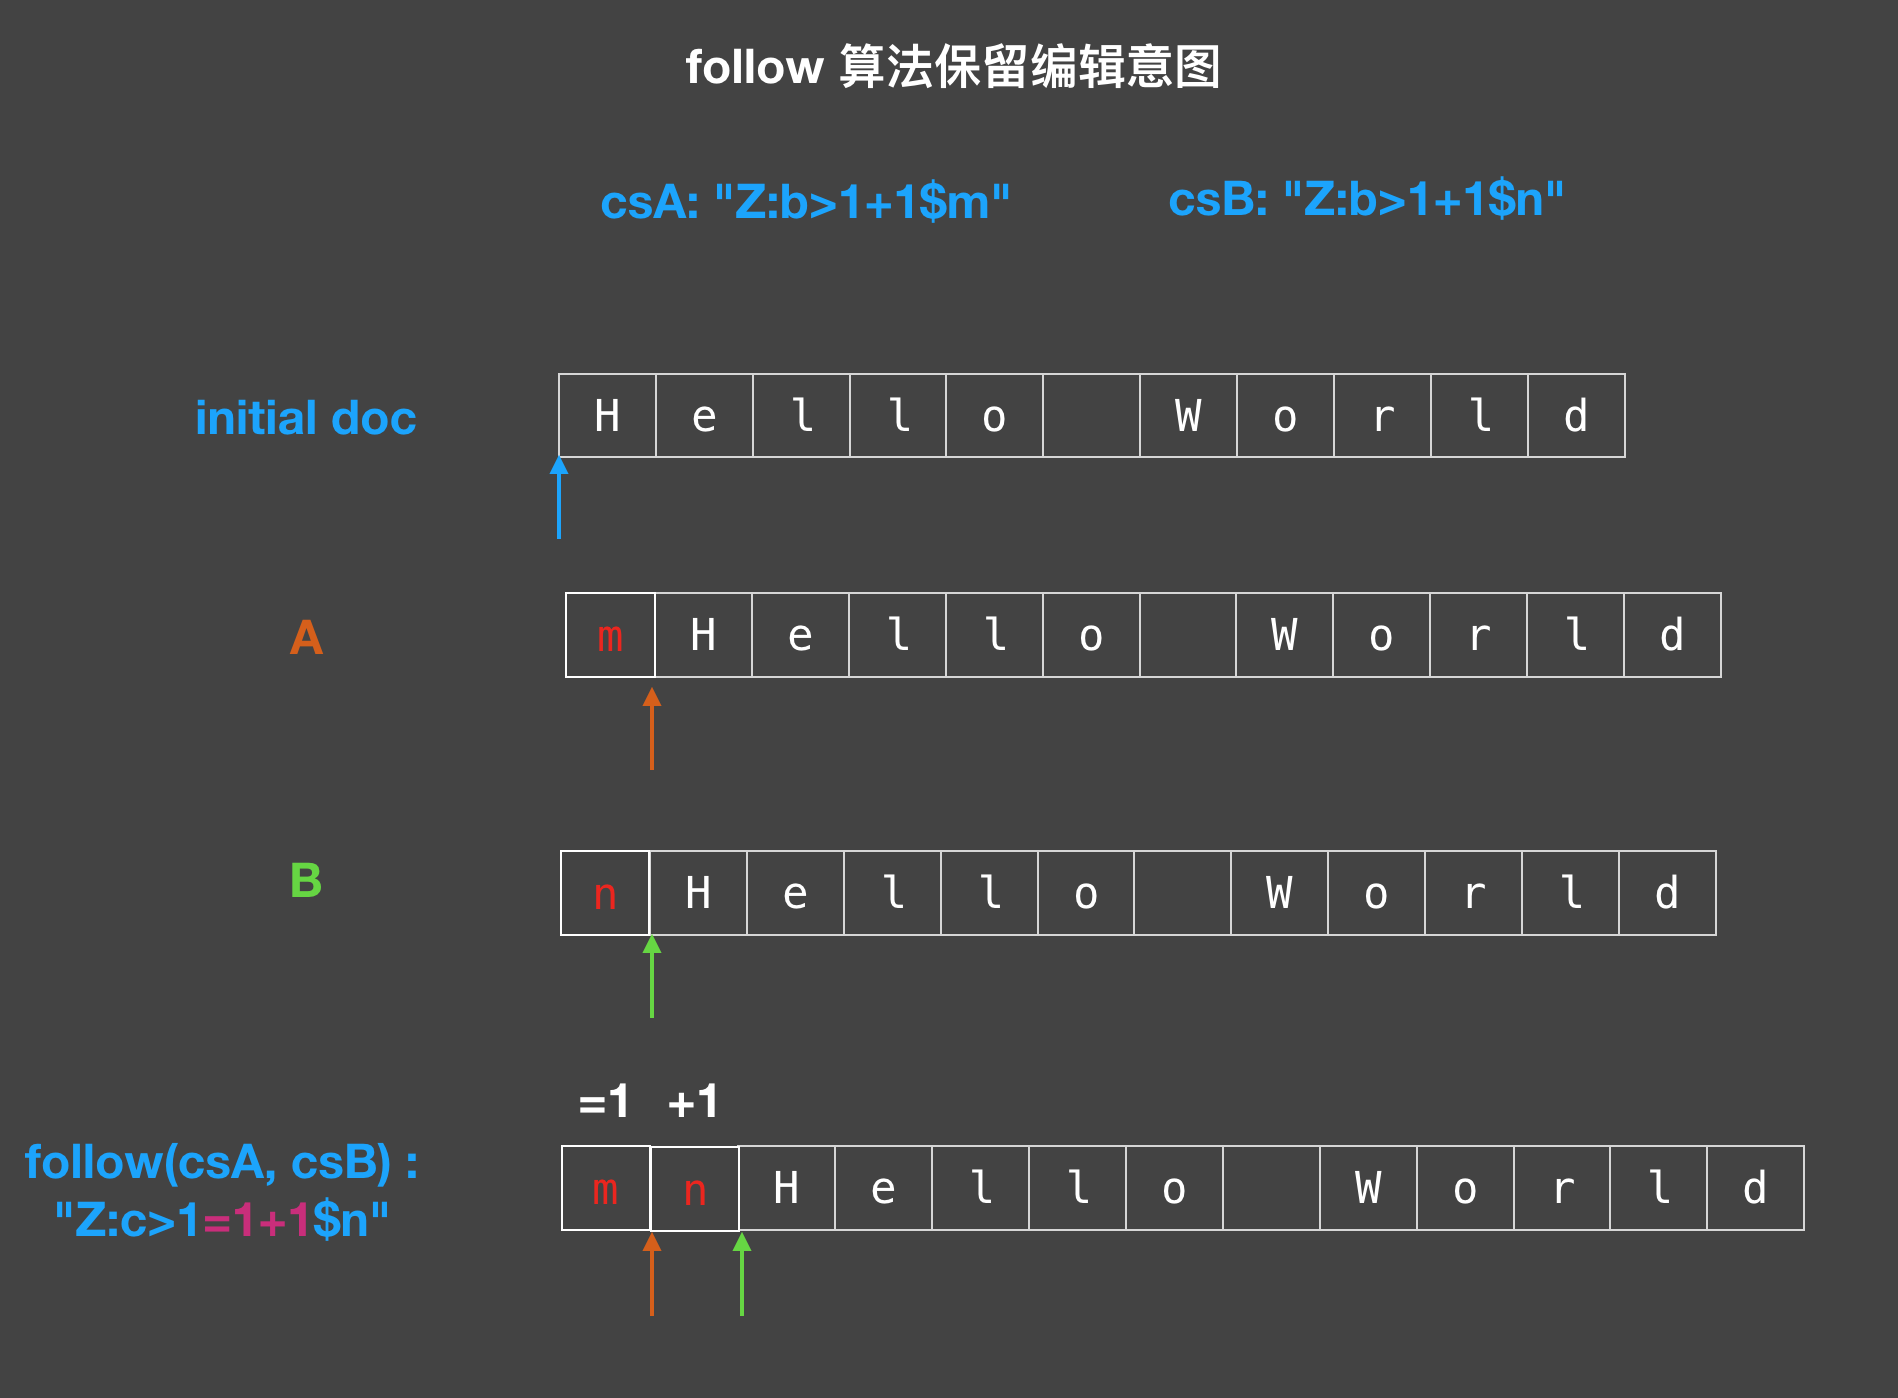 follow 算法保留编辑意图
csA: "Z:b>1+1$m" csB: "Z:b>1+1$n"
initial doc H e l l o W o r l d
A m H e l l o W o r l d
B n H e l l o W o r l d
=1 +1
follow(csA, csB) :
"Z:c>1=1+1$n"
m n H e l l o W o r l d